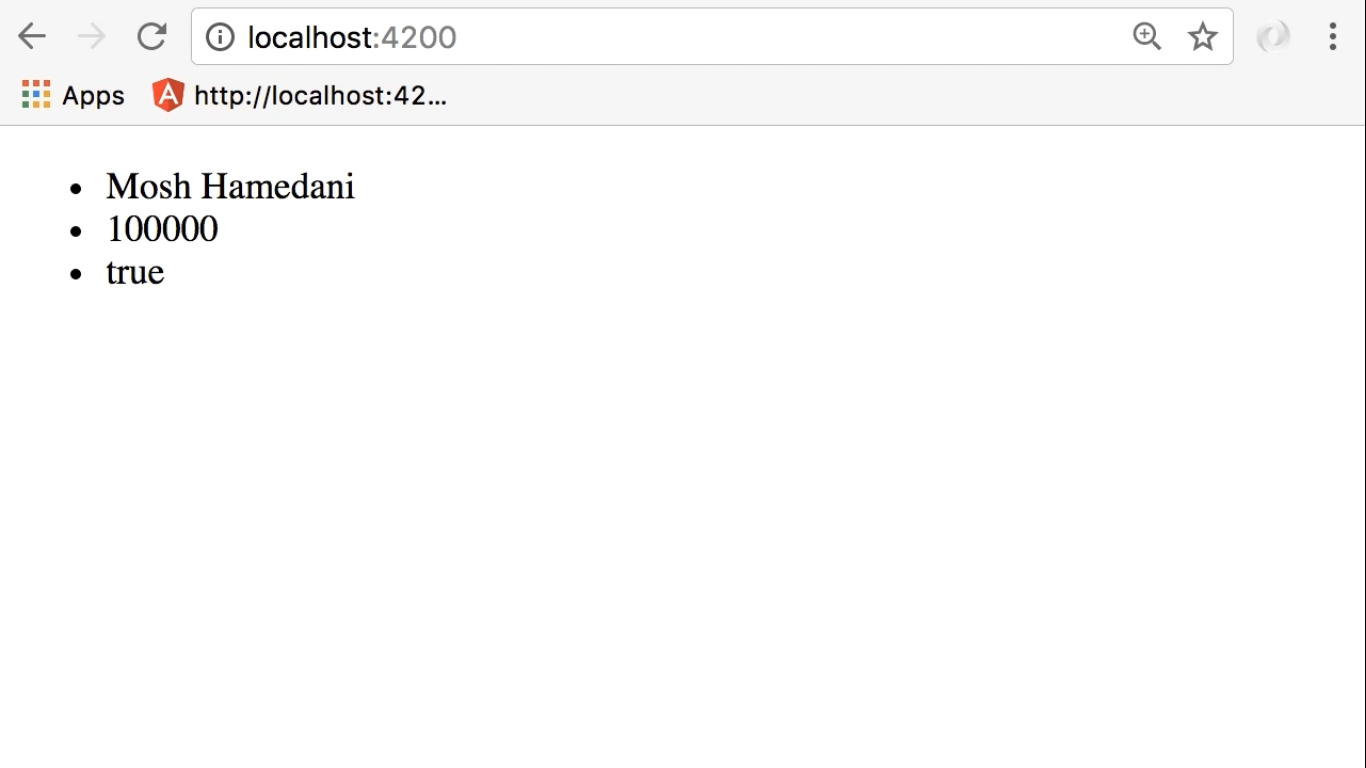 localhost:4200
Apps http://localhost:42...
Mosh Hamedani
100000
true